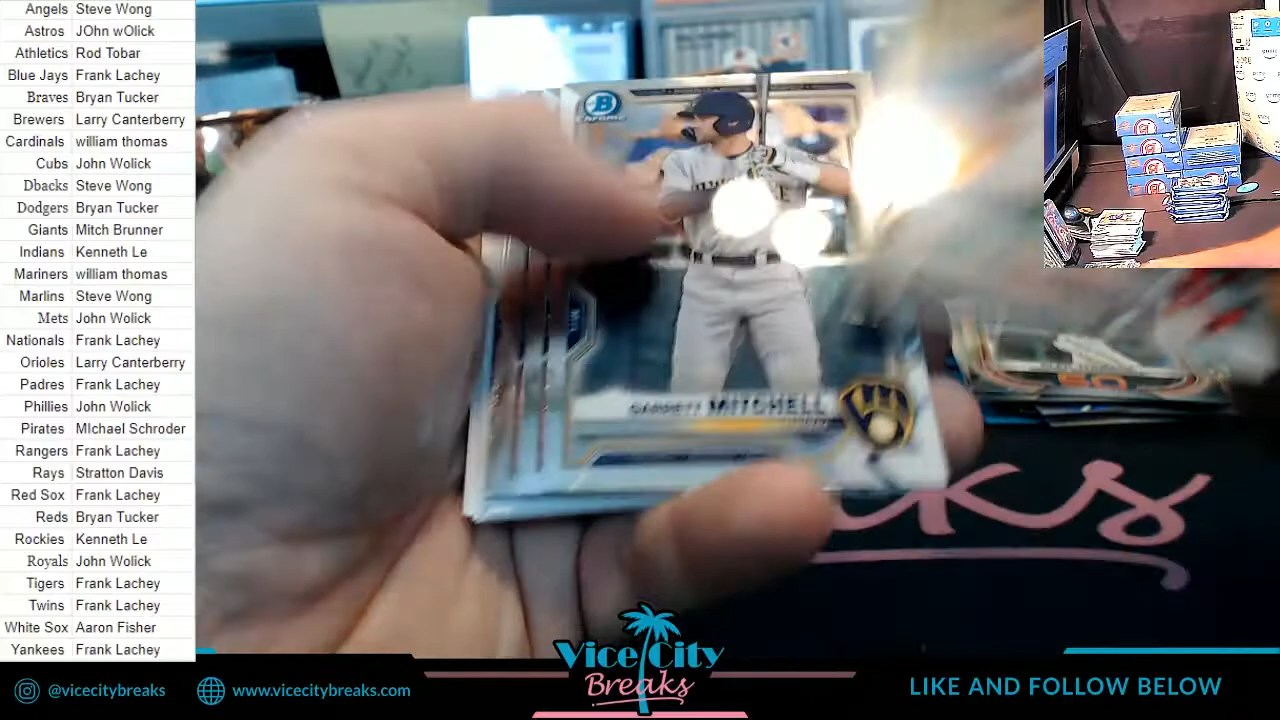 Angels Steve Wong
Astros JOhn wOlick
Athletics Rod Tobar
Blue Jays Frank Lachey
Braves Bryan Tucker
Brewers Larry Canterberry
Cardinals william thomas
Cubs John Wolick
Dbacks Steve Wong
Dodgers Bryan Tucker
Giants Mitch Brunner
Indians Kenneth Le
Mariners william thomas
Marlins Steve Wong
Mets John Wolick
Nationals Frank Lachey
Orioles Larry Canterberry
Padres Frank Lachey
Phillies John Wolick
Pirates MIchael Schroder
Rangers Frank Lachey
Rays Stratton Davis
Red Sox Frank Lachey
Reds Bryan Tucker
Rockies Kenneth Le
Royals John Wolick
Tigers Frank Lachey
Twins Frank Lachey
White Sox Aaron Fisher
Yankees Frank Lachey
B
Chrome
GARRETT MITCHELL
@vicecitybreaks
www.vicecitybreaks.com
Vice City
Breaks
LIKE AND FOLLOW BELOW